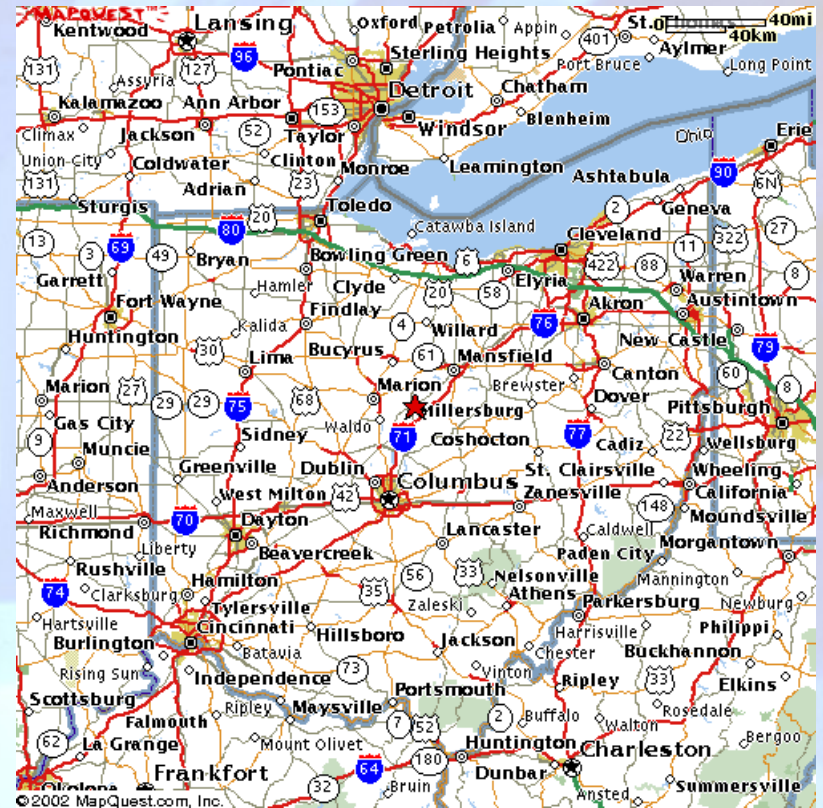 MAPQUEST™
Kentwood
Lansing
Oxford
Petrolia
Appin
St. Thomas
40mi
40km
401
Aylmer
Port Bruce
Long Point
131
127
96
Pontiac
Sterling Heights
Assyria
Detroit
Chatham
Kalamazoo
Ann Arbor
153
Windsor
Blenheim
Climax
Jackson
52
Taylor
Ohio
Erie
Union City
Coldwater
Clinton
Monroe
Leamington
Ashtabula
90
131
Adrian
23
6N
Sturgis
20
Toledo
Catawba Island
2
Geneva
13
3
69
49
80
Bryan
Bowling Green
6
Cleveland
11
322
27
Garrett
Hamler
Clyde
20
58
Elyria
422
88
Warren
8
Fort Wayne
Findlay
Akron
Austintown
Huntington
Kalida
4
Willard
76
New Castle
79
30
Lima
Bucyrus
61
Mansfield
Canton
60
8
Marion
27
29
29
75
68
Marion
Brewster
Dover
Pittsburgh
Gas City
Millersburg
9
Muncie
Sidney
Waldo
71
Coshocton
77
Cadiz
22
Wellsburg
Anderson
Greenville
Dublin
Columbus
St. Clairsville
Wheeling
Maxwell
West Milton
42
Zanesville
California
148
Moundsville
Richmond
70
Dayton
Lancaster
Caldwell
Liberty
Beavercreek
Paden City
Morgantown
Rushville
Hamilton
56
33
Nelsonville
Mannington
74
Clarksburg
Tylersville
35
Zaleski
Athens
Parkersburg
Newburg
Hartsville
Cincinnati
Hillsboro
Jackson
Harrisville
Philippi
Burlington
Batavia
Chester
Buckhannon
Rising Sun
Independence
73
Vinton
Ripley
33
Elkins
Scottsburg
Ripley
Maysville
Portsmouth
Rosedale
Falmouth
7
52
2
Buffalo
Walton
62
La Grange
Mount Olivet
Huntington
Charleston
Bergoo
Frankfort
64
180
Dunbar
Okolona
32
Bruin
Ansted
Summersville
©2002 MapQuest.com, Inc.